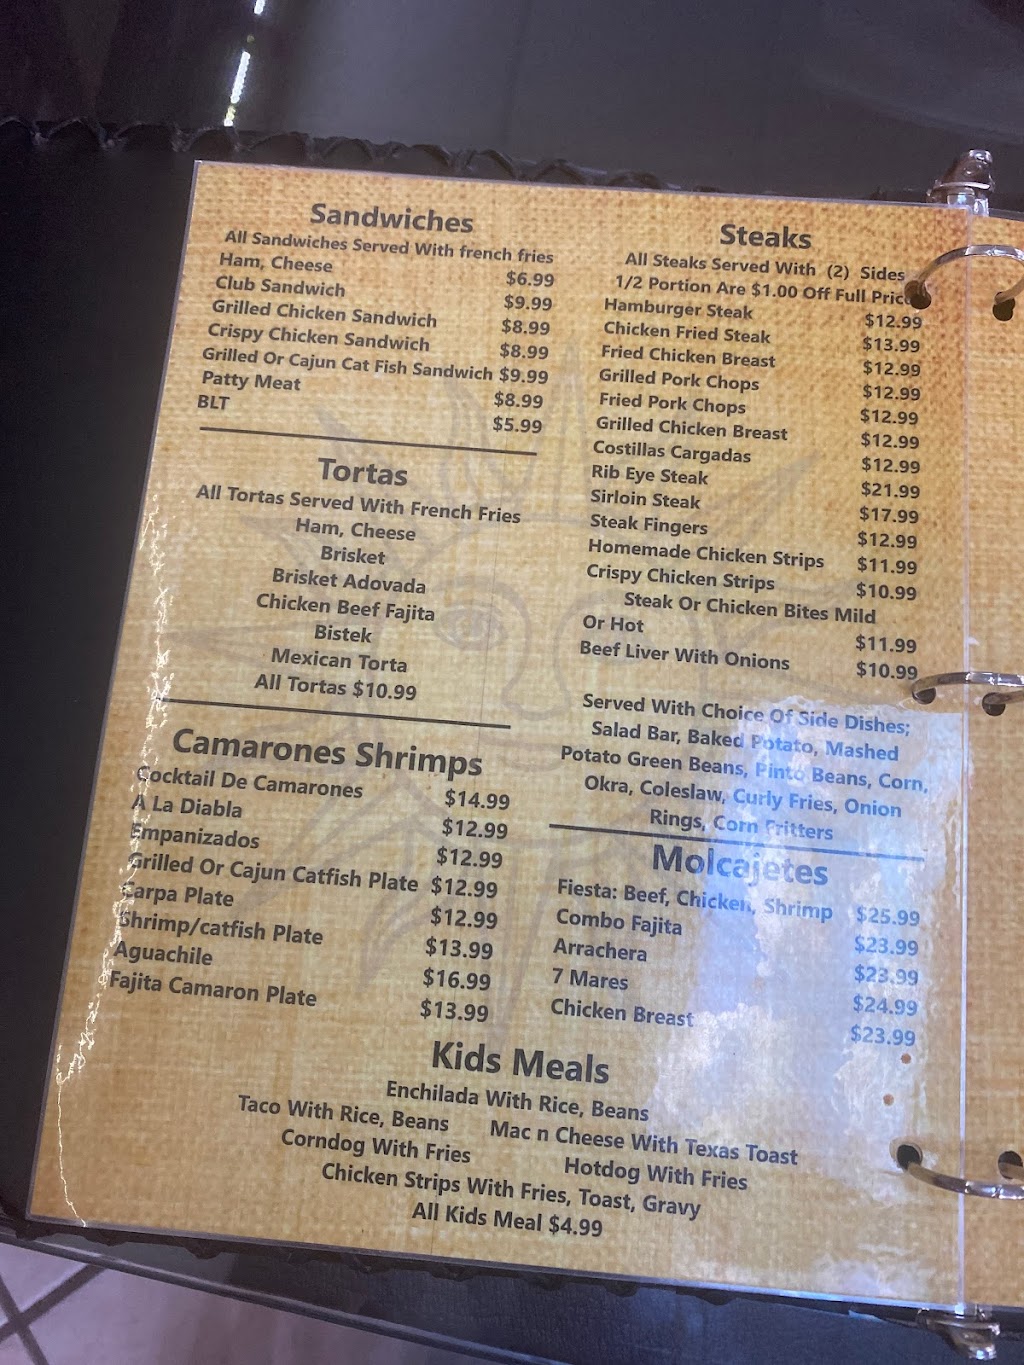 Sandwiches
All Sandwiches Served With french fries
Ham, Cheese $6.99
Club Sandwich $9.99
Grilled Chicken Sandwich $8.99
Crispy Chicken Sandwich $8.99
Grilled Or Cajun Cat Fish Sandwich $9.99
Patty Meat $8.99
BLT $5.99
Tortas
All Tortas Served With French Fries
Ham, Cheese
Brisket
Brisket Adovada
Chicken Beef Fajita
Bistek
Mexican Torta
All Tortas $10.99
Camarones Shrimps
Cocktail De Camarones $14.99
A La Diabla $12.99
Empanizados $12.99
Grilled Or Cajun Catfish Plate $12.99
Carpa Plate $12.99
Shrimp/catfish Plate $13.99
Aguachile $16.99
Fajita Camaron Plate $13.99
Steaks
All Steaks Served With (2) Sides
1/2 Portion Are $1.00 Off Full
Hamburger Steak $12.99
Chicken Fried Steak $13.99
Fried Chicken Breast $12.99
Grilled Pork Chops $12.99
Fried Pork Chops $12.99
Grilled Chicken Breast $12.99
Costillas Cargadas $12.99
Rib Eye Steak $21.99
Sirloin Steak $17.99
Steak Fingers $12.99
Homemade Chicken Strips $11.99
Crispy Chicken Strips $10.99
Steak Or Chicken Bites Mild
Or Hot $11.99
Beef Liver With Onions $10.99
Served With Choice Of Side Dishes;
Salad Bar, Baked Potato, Mashed
Potato Green Beans, Pinto Beans, Corn,
Okra, Coleslaw, Curly Fries, Onion
Rings, Corn Fritters
Molcajetes
Fiesta: Beef, Chicken, Shrimp $25.99
Combo Fajita $23.99
Arrachera $23.99
7 Mares $24.99
Chicken Breast $23.99
Kids Meals
Enchilada With Rice, Beans
Taco With Rice, Beans Mac n Cheese With Texas Toast
Corndog With Fries Hotdog With Fries
Chicken Strips With Fries, Toast, Gravy
All Kids Meal $4.99